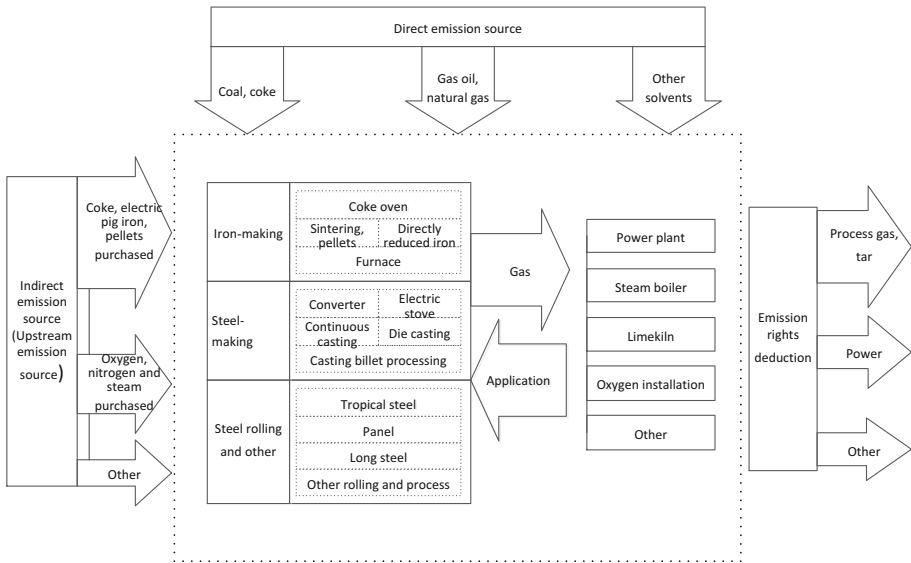 Direct emission source
Coal, coke
Gas oil,
natural gas
Other
solvents
Indirect
emission
source
(Upstream
emission
source)
Coke, electric
pig iron,
pellets
purchased
Oxygen,
nitrogen and
steam
purchased
Other
Iron-making
Coke oven
Sintering,
pellets
Directly
reduced iron
Furnace
Steel-
making
Converter
Electric
stove
Continuous
casting
Die casting
Casting billet processing
Steel rolling
and other
Tropical steel
Panel
Long steel
Other rolling and process
Gas
Application
Power plant
Steam boiler
Limekiln
Oxygen installation
Other
Emission
rights
deduction
Process gas,
tar
Power
Other